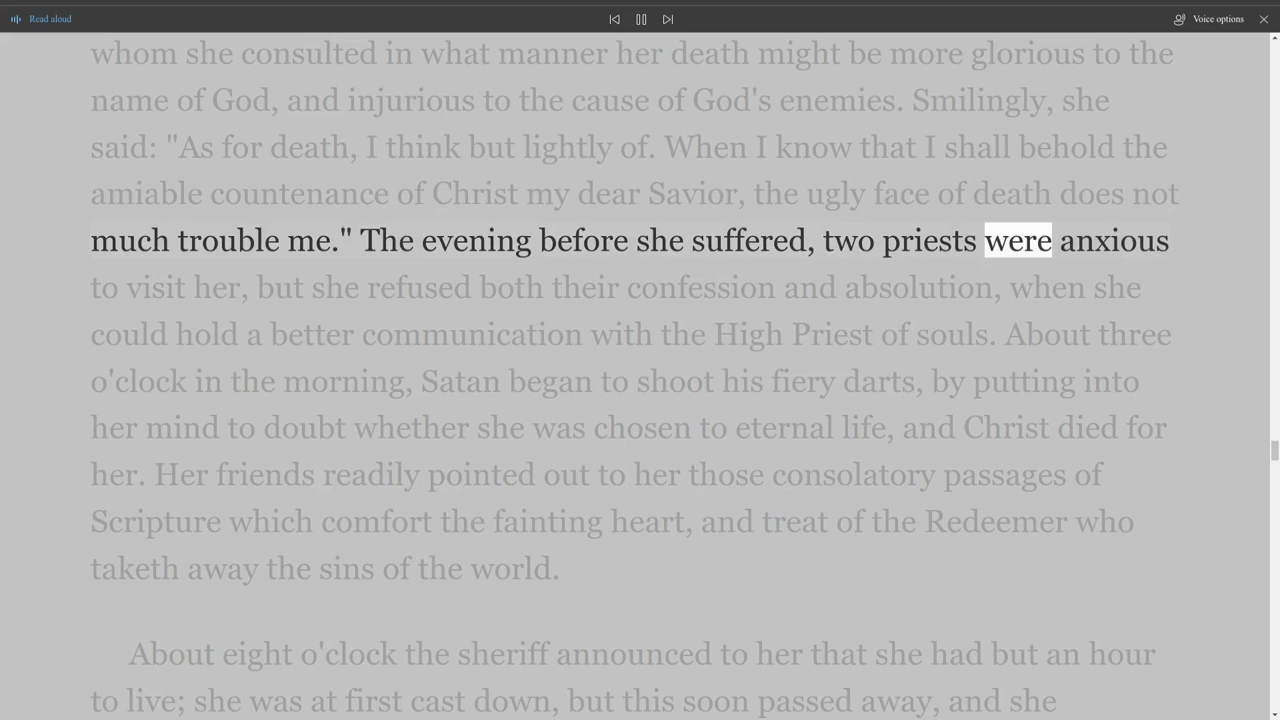 Read aloud
Voice options
whom she consulted in what manner her death might be more glorious to the
name of God, and injurious to the cause of God's enemies. Smilingly, she
said: "As for death, I think but lightly of. When I know that I shall behold the
amiable countenance of Christ my dear Savior, the ugly face of death does not
much trouble me." The evening before she suffered, two priests were anxious
to visit her, but she refused both their confession and absolution, when she
could hold a better communication with the High Priest of souls. About three
o'clock in the morning, Satan began to shoot his fiery darts, by putting into
her mind to doubt whether she was chosen to eternal life, and Christ died for
her. Her friends readily pointed out to her those consolatory passages of
Scripture which comfort the fainting heart, and treat of the Redeemer who
taketh away the sins of the world.
About eight o'clock the sheriff announced to her that she had but an hour
to live; she was at first cast down, but this soon passed away, and she